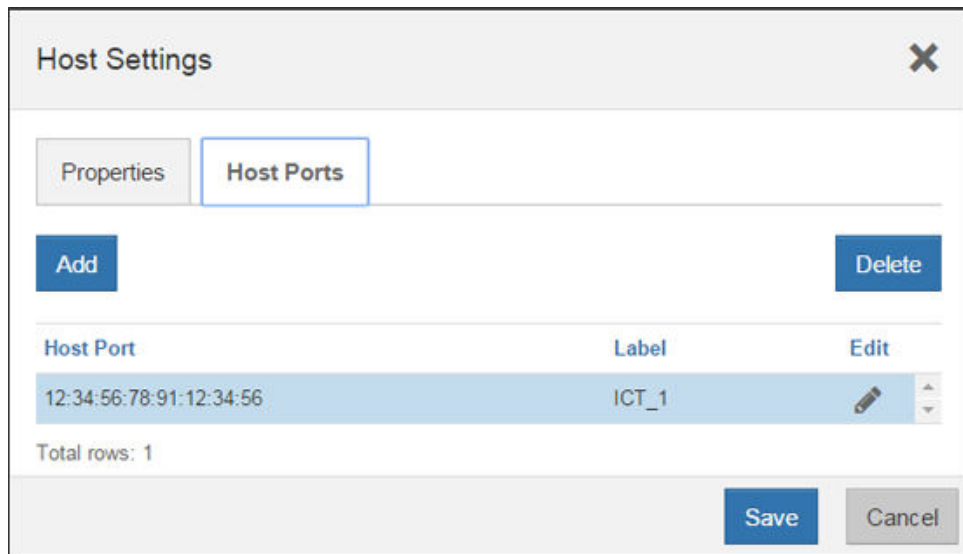 Host Settings
Properties Host Ports
Add Delete
Host Port Label Edit
12:34:56:78:91:12:34:56 ICT_1
Total rows: 1
Save Cancel